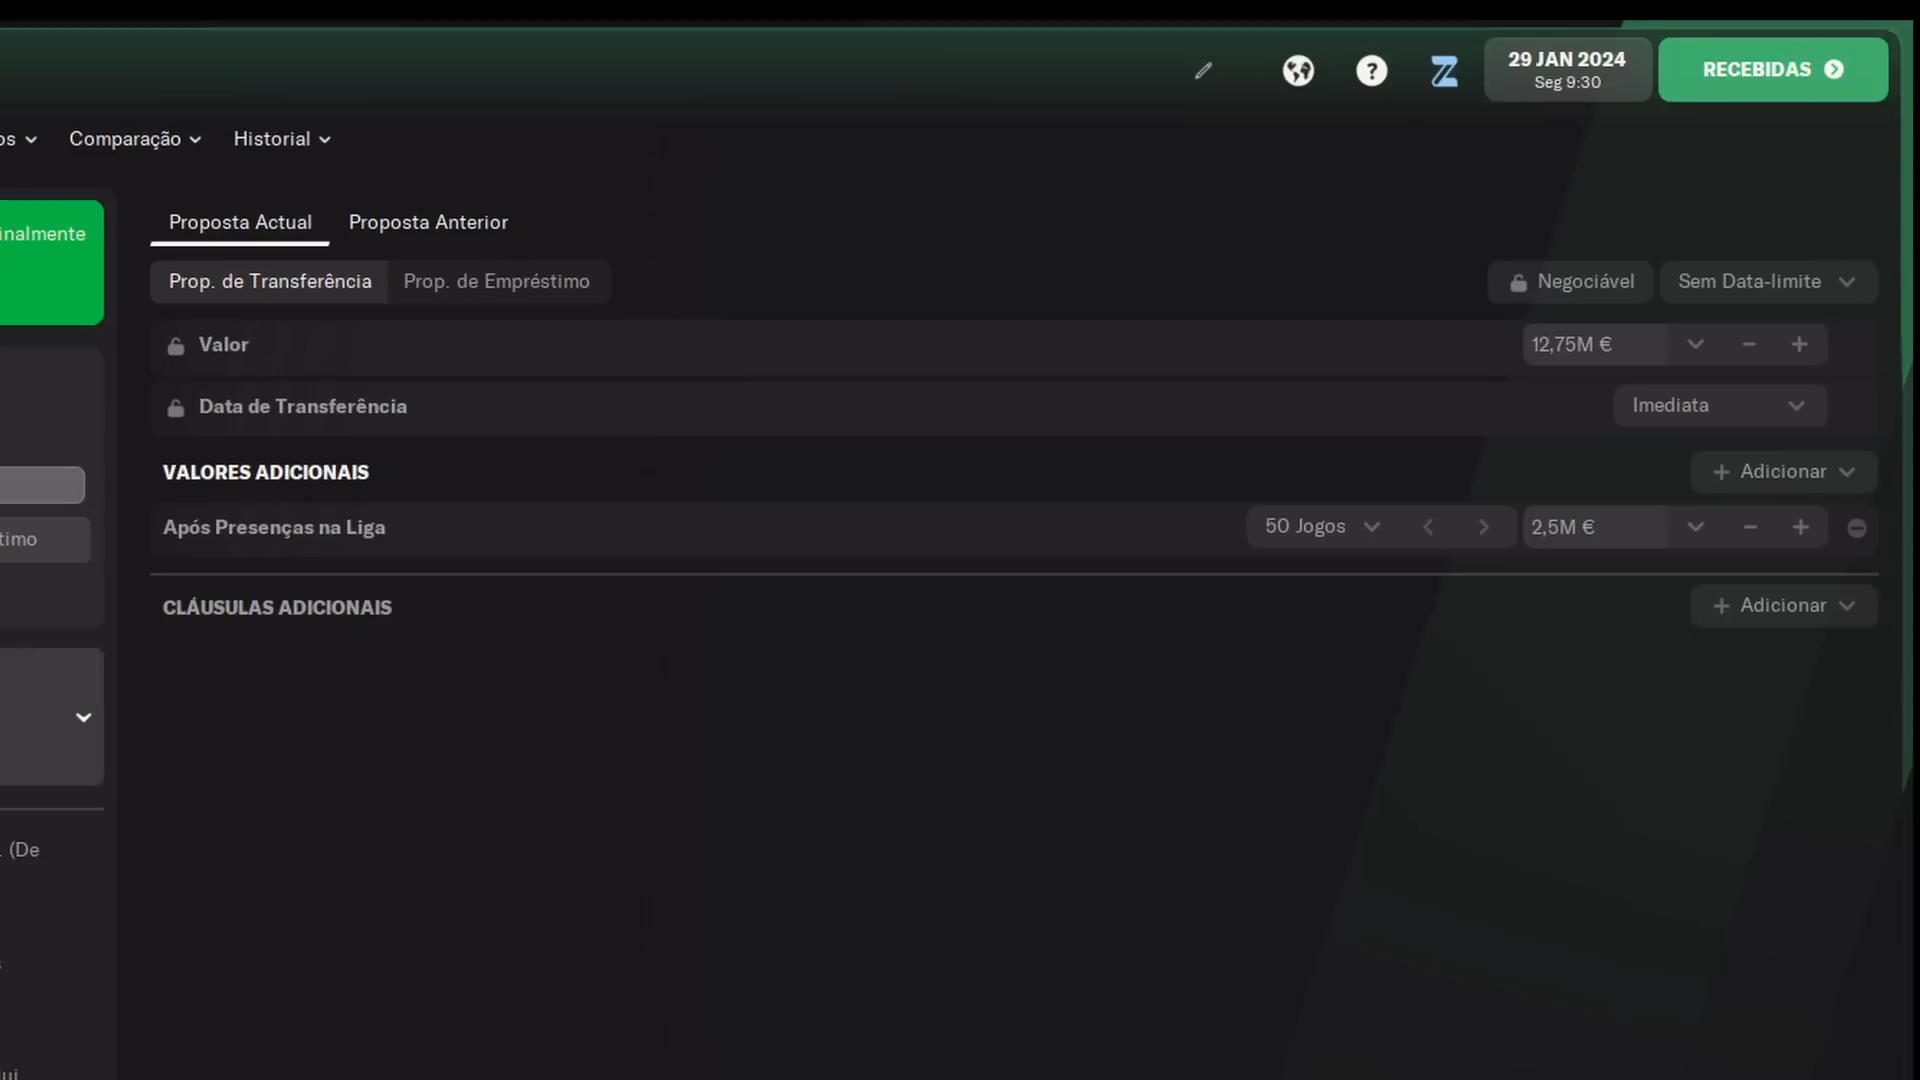 29 JAN 2024
Seg 9:30
RECEBIDAS
os
Comparação
Historial
inalmente
Proposta Actual
Proposta Anterior
Prop. de Transferência
Prop. de Empréstimo
Negociável
Sem Data-limite
Valor
12,75M €
Data de Transferência
Imediata
VALORES ADICIONAIS
+ Adicionar
Após Presenças na Liga
50 Jogos
2,5M €
timo
CLÁUSULAS ADICIONAIS
+ Adicionar
. (De